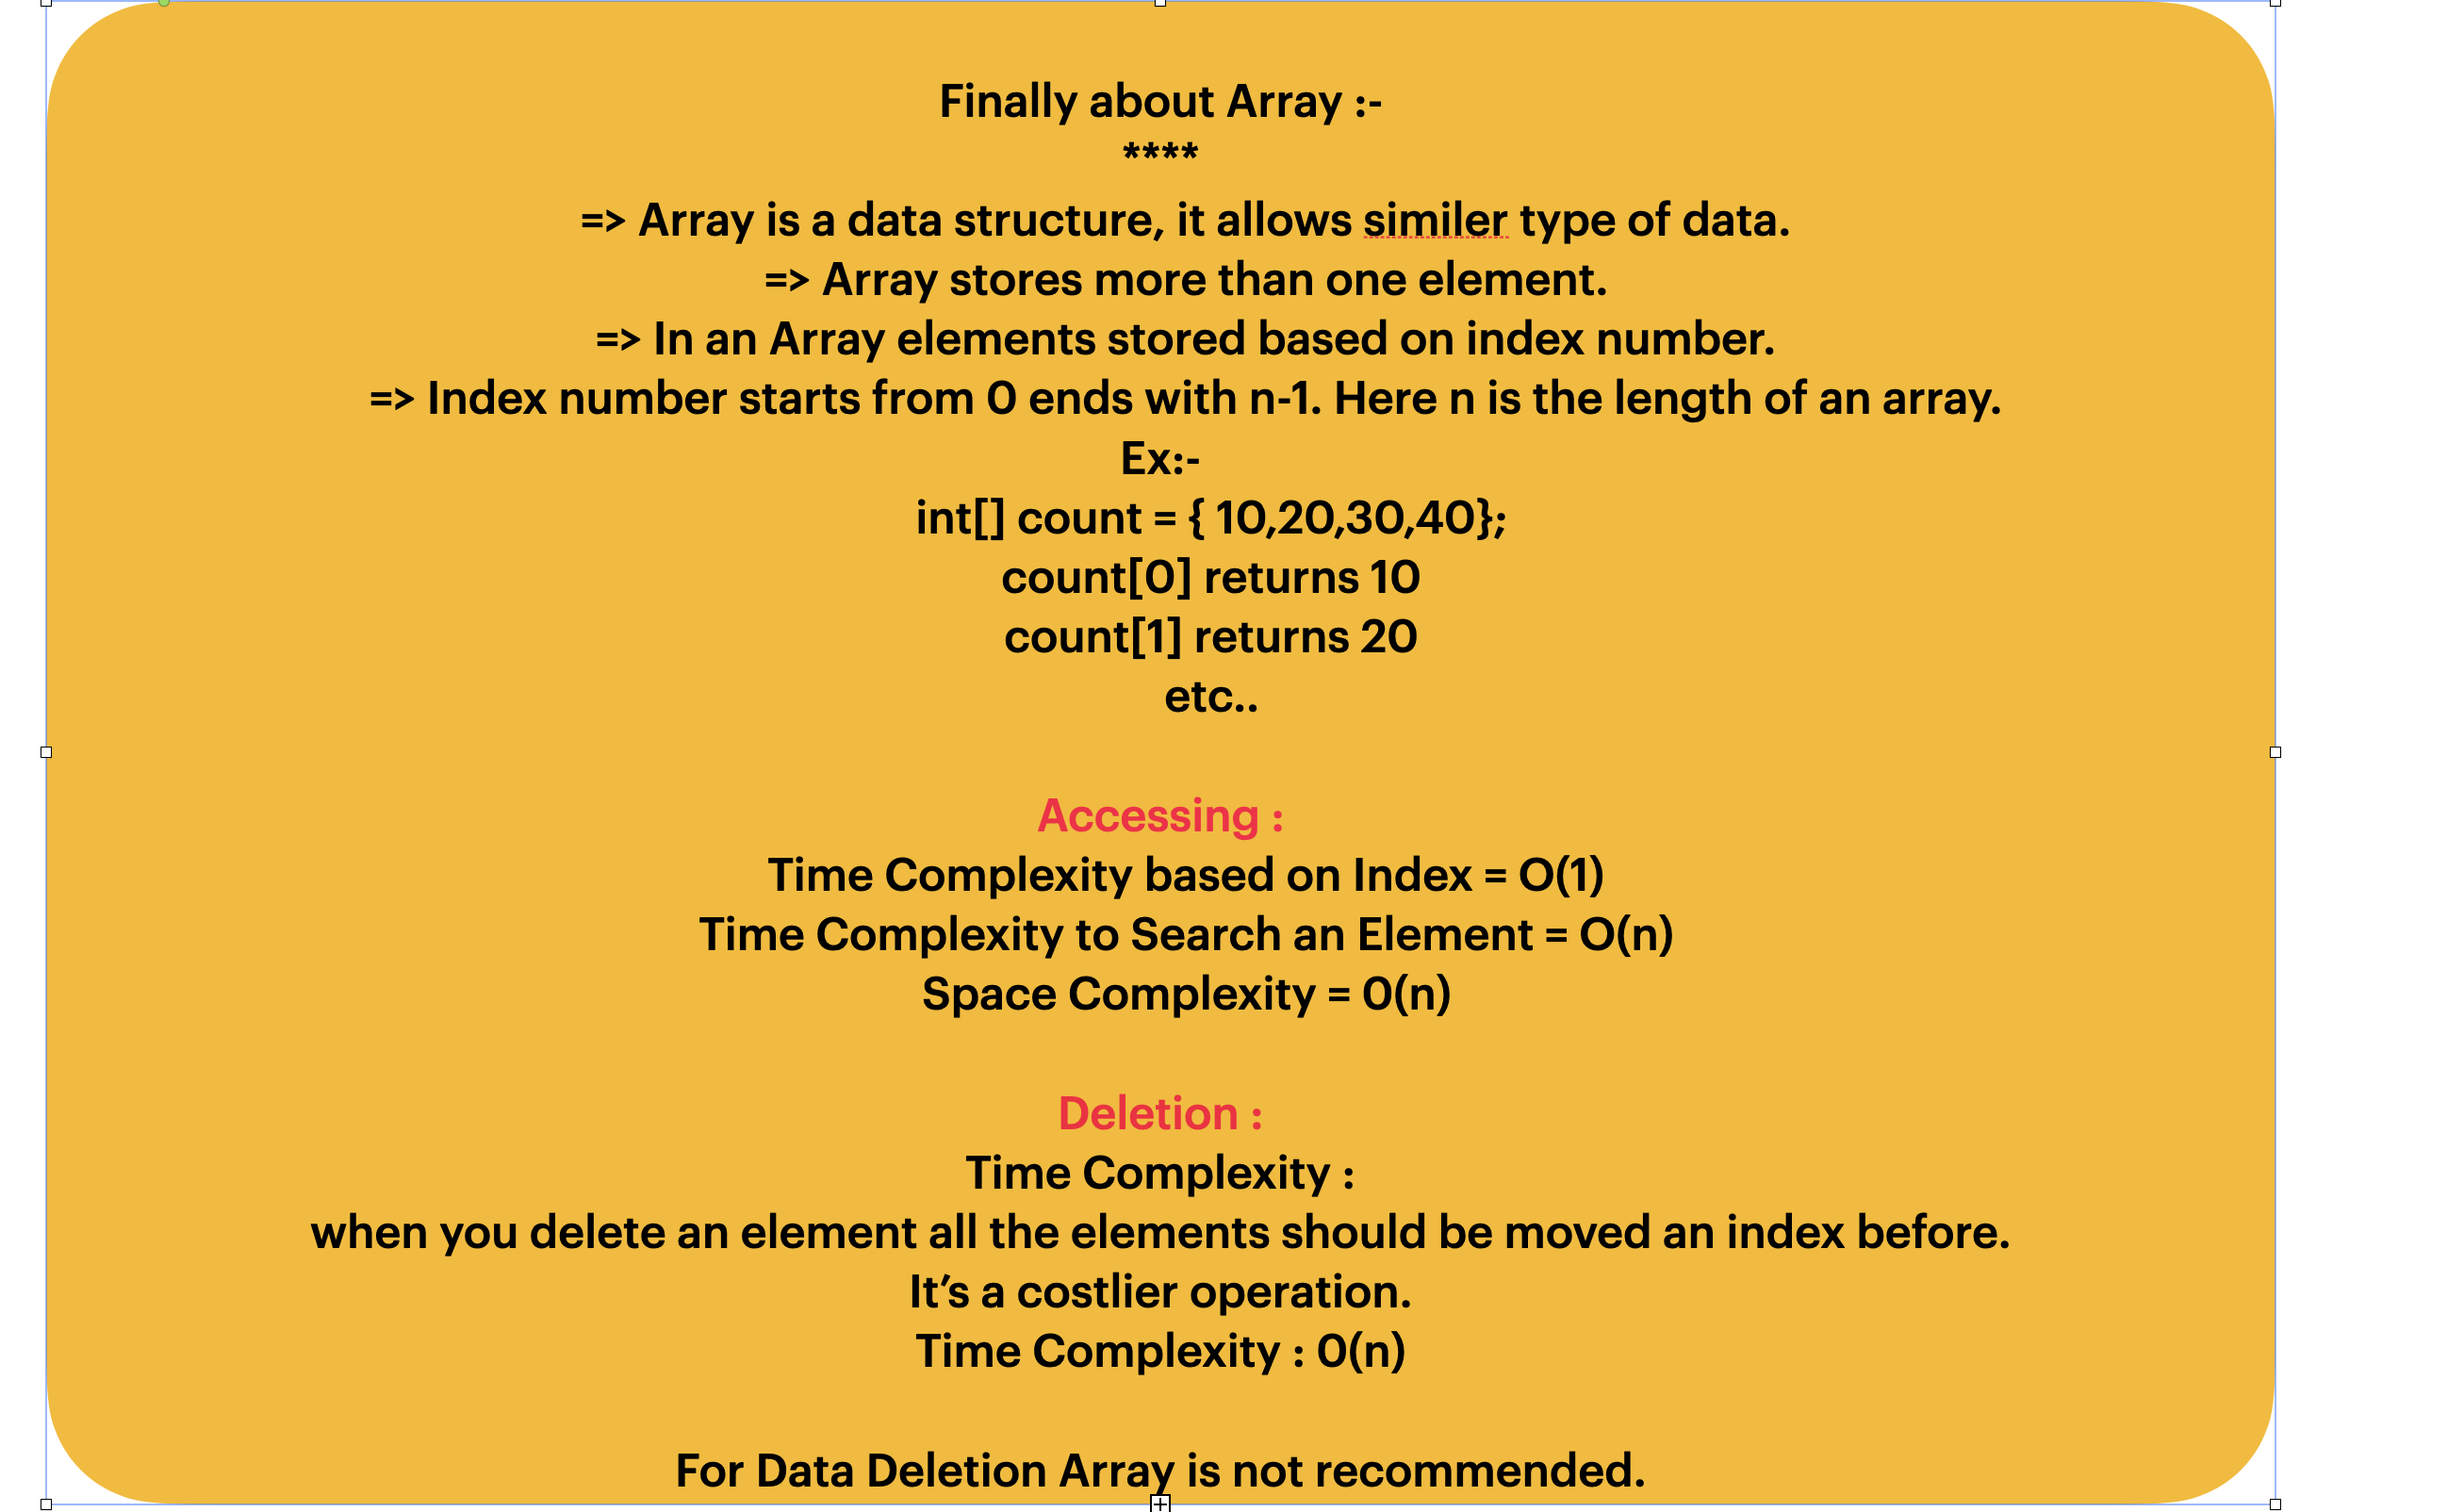 Finally about Array :-
****
=> Array is a data structure, it allows similer type of data.
=> Array stores more than one element.
=> In an Array elements stored based on index number.
=> Index number starts from 0 ends with n-1. Here n is the length of an array.
Ex:-
int[] count = { 10,20,30,40};
count[0] returns 10
count[1] returns 20
etc..
Accessing :
Time Complexity based on Index = O(1)
Time Complexity to Search an Element = O(n)
Space Complexity = 0(n)
Deletion :
Time Complexity :
when you delete an element all the elements should be moved an index before.
It’s a costlier operation.
Time Complexity : 0(n)
For Data Deletion Array is not recommended.